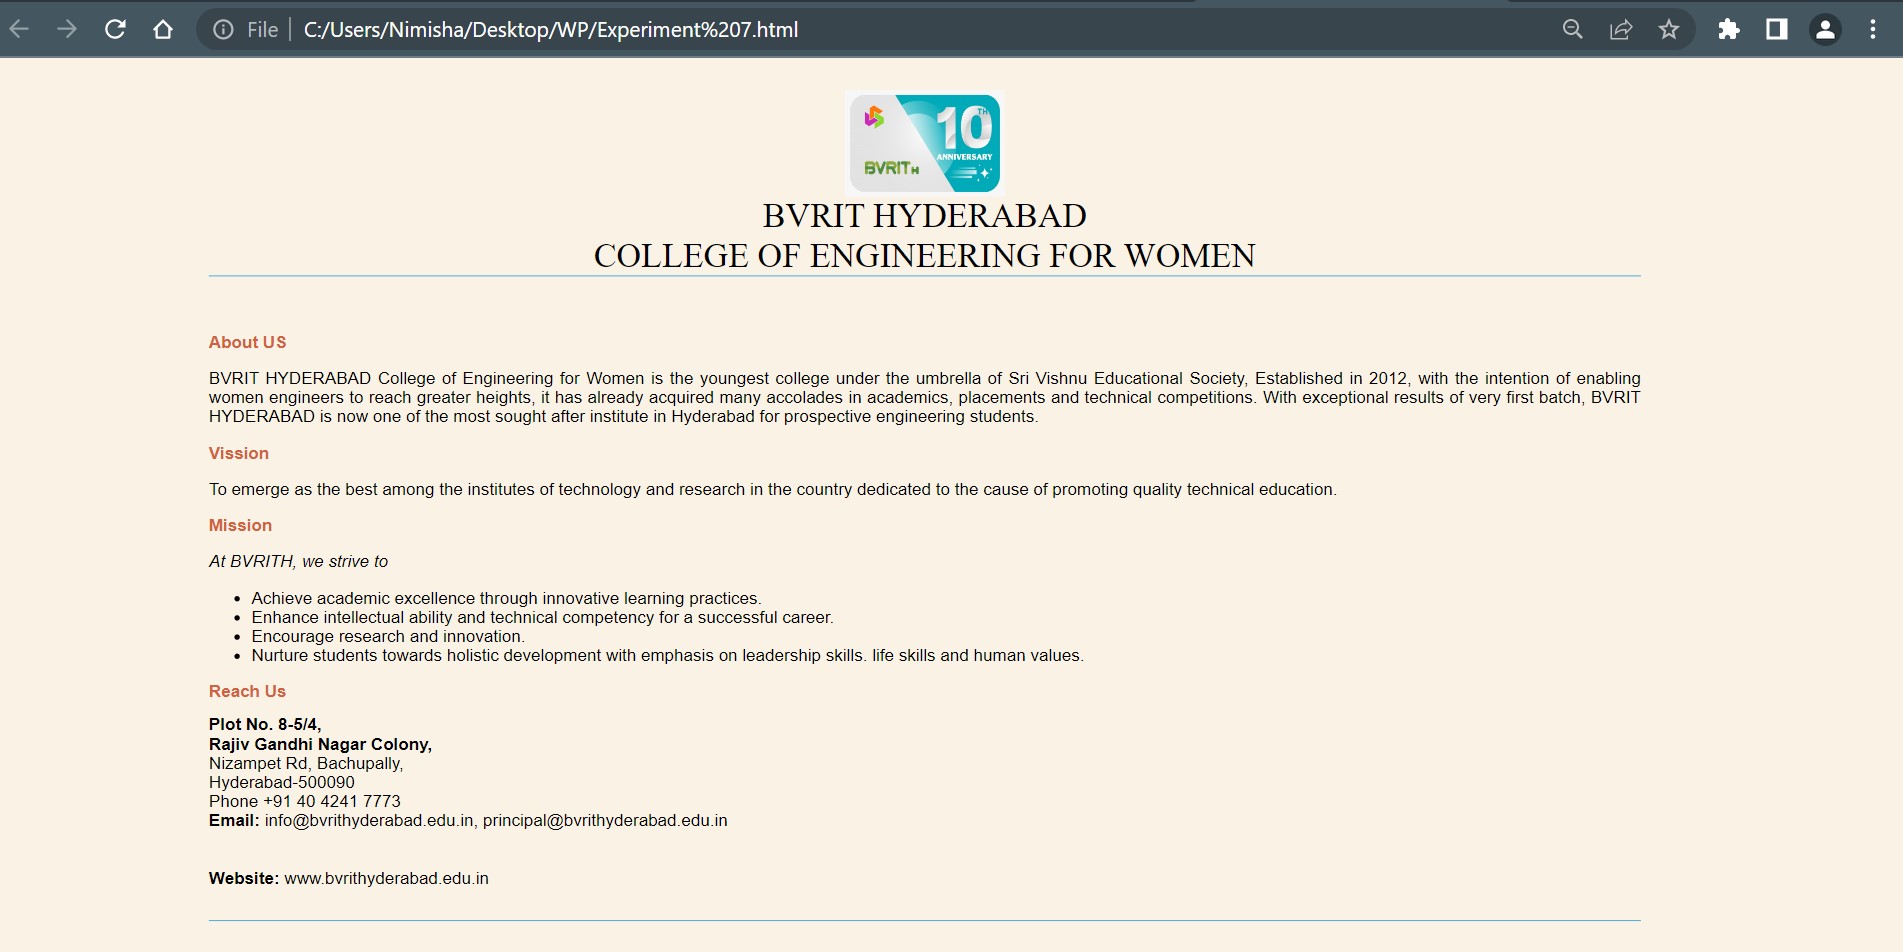 File
C:/Users/Nimisha/Desktop/WP/Experiment%207.html
10TH
ANNIVERSARY
BVRITH
BVRIT HYDERABAD
COLLEGE OF ENGINEERING FOR WOMEN
About US
BVRIT HYDERABAD College of Engineering for Women is the youngest college under the umbrella of Sri Vishnu Educational Society, Established in 2012, with the intention of enabling
women engineers to reach greater heights, it has already acquired many accolades in academics, placements and technical competitions. With exceptional results of very first batch, BVRIT
HYDERABAD is now one of the most sought after institute in Hyderabad for prospective engineering students.
Vission
To emerge as the best among the institutes of technology and research in the country dedicated to the cause of promoting quality technical education.
Mission
At BVRITH, we strive to
• Achieve academic excellence through innovative learning practices.
• Enhance intellectual ability and technical competency for a successful career.
• Encourage research and innovation.
• Nurture students towards holistic development with emphasis on leadership skills. life skills and human values.
Reach Us
Plot No. 8-5/4,
Rajiv Gandhi Nagar Colony,
Nizampet Rd, Bachupally,
Hyderabad-500090
Phone +91 40 4241 7773
Email: info@bvrithyderabad.edu.in, principal@bvrithyderabad.edu.in
Website: www.bvrithyderabad.edu.in